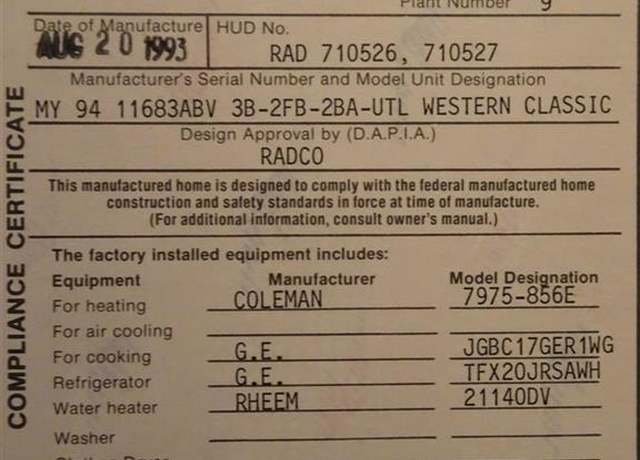 Plant Number 9
Date of Manufacture HUD No.
AUG 20 1993 RAD 710526, 710527
Manufacturer's Serial Number and Model Unit Designation
MY 94 11683ABV 3B-2FB-2BA-UTL WESTERN CLASSIC
Design Approval by (D.A.P.I.A.)
RADCO
This manufactured home is designed to comply with the federal manufactured home
construction and safety standards in force at time of manufacture.
(For additional information, consult owner's manual.)
COMPLIANCE CERTIFICATE
The factory installed equipment includes:
Equipment Manufacturer Model Designation
For heating COLEMAN 7975-856E
For air cooling
For cooking G.E. JGBC17GER1WG
Refrigerator G.E. TFX20JRSAWH
Water heater RHEEM 21140DV
Washer